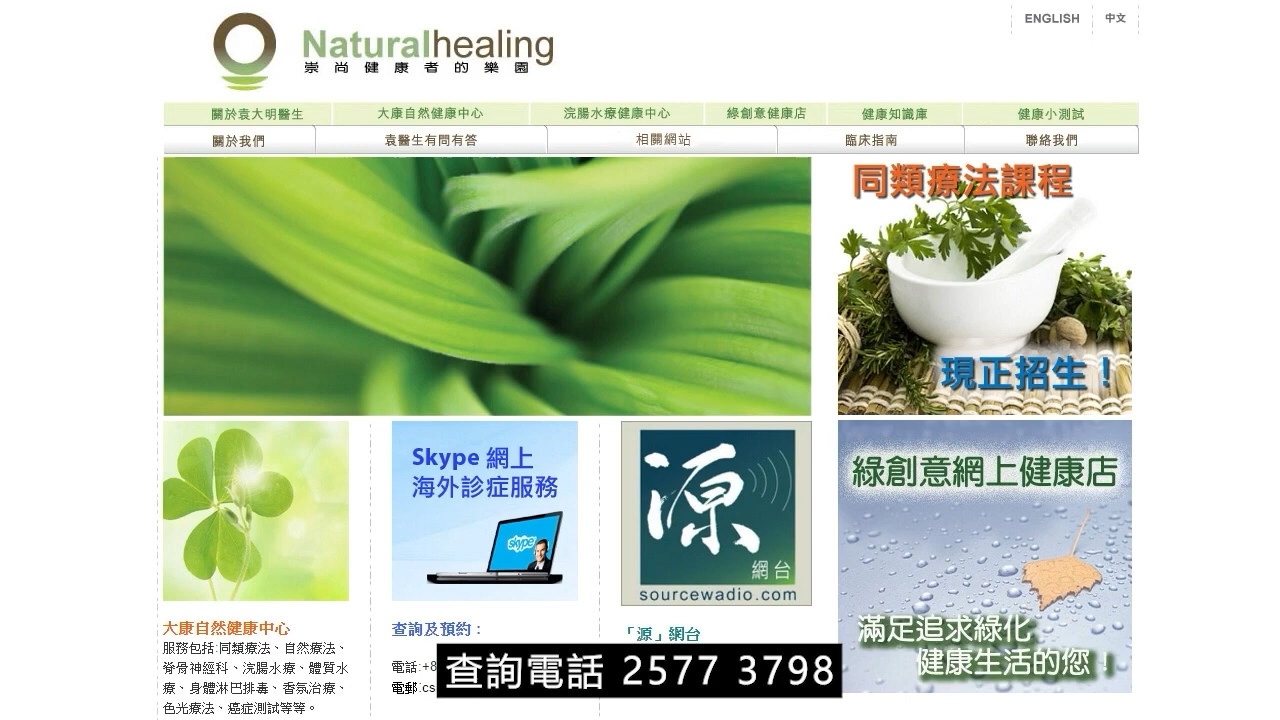 ENGLISH
中文
Naturalhealing
崇尚健康者的樂園
關於袁大明醫生
大康自然健康中心
浣腸水療健康中心
綠創意健康店
健康知識庫
健康小測試
關於我們
袁醫生有問有答
相關網站
臨床指南
聯絡我們
同類療法課程
現正招生！
Skype 網上
海外診症服務
skype
源
網台
sourcewadio.com
綠創意網上健康店
滿足追求綠化
健康生活的您！
大康自然健康中心
服務包括:同類療法、自然療法、
脊骨神經科、浣腸水療、體質水
療、身體淋巴排毒、香氛治療、
色光療法、癌症測試等等。
查詢及預約：
電話:+8
電郵:cs
「源」網台
查詢電話 2577 3798